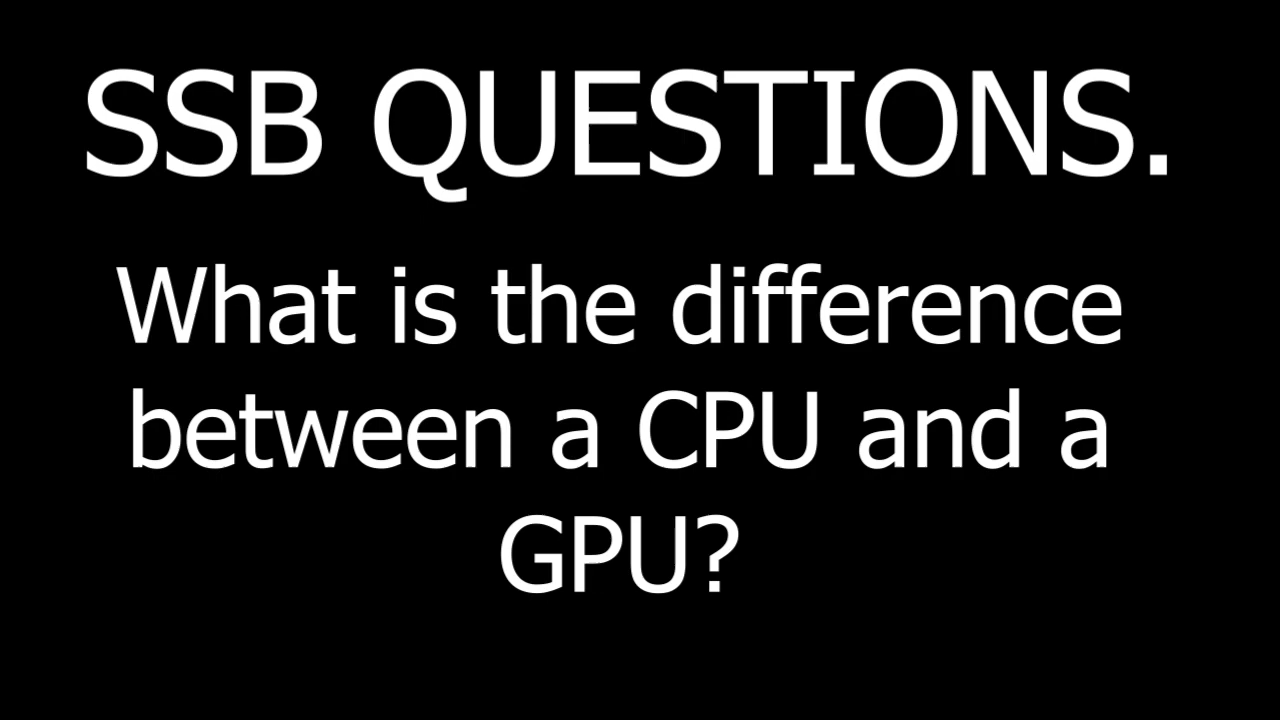 SSB QUESTIONS.
What is the difference
between a CPU and a
GPU?